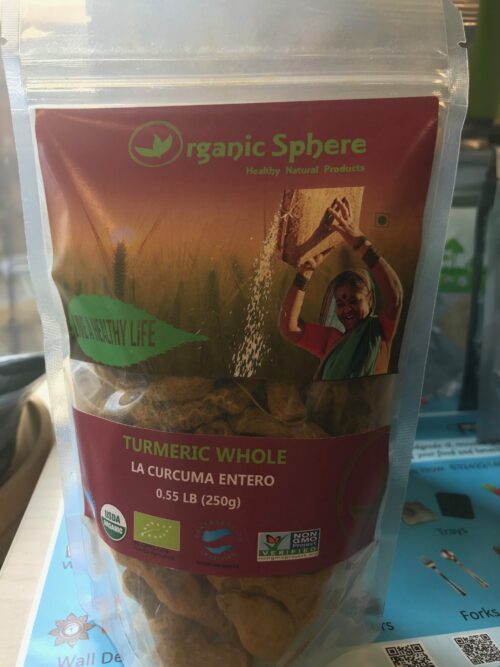 Organic Sphere
Healthy Natural Products
A HEALTHY LIFE
TURMERIC WHOLE
LA CURCUMA ENTERO
0.55 LB (250g)
USDA
ORGANIC
NON
GMO
Project
VERIFIED
Trays
Forks
Wall De